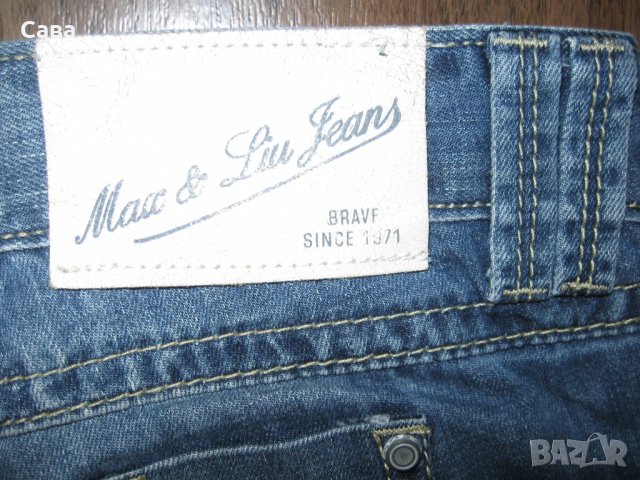 Сава
Max & Liu Jeans
BRAVE
SINCE 1971
BAZAR